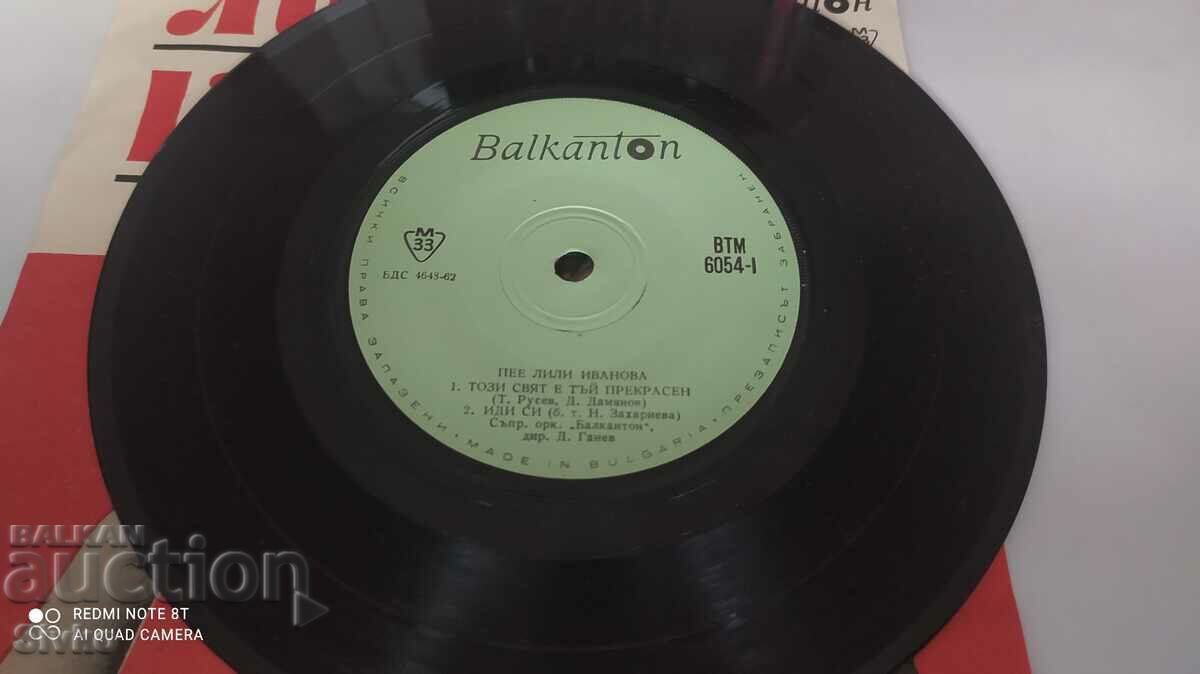 Balkanton
M
33
БДС 4643-62
ВТМ
6054-I
ПЕЕ ЛИЛИ ИВАНОВА
1. ТОЗИ СВЯТ Е ТЪЙ ПРЕКРАСЕН
(Т. Русев, Д. Дамянов)
2. ИДИ СИ (б. т. Н. Захариева)
Съпр. орк. „Балкантон",
дир. Д. Ганев
ВСИЧКИ ПРАВА ЗАПАЗЕНИ • MADE IN BULGARIA • ПРЕЗАПИСЪТ ЗАБРАНЕН
М
33
BALKAN
auction
REDMI NOTE 8T
AI QUAD CAMERA